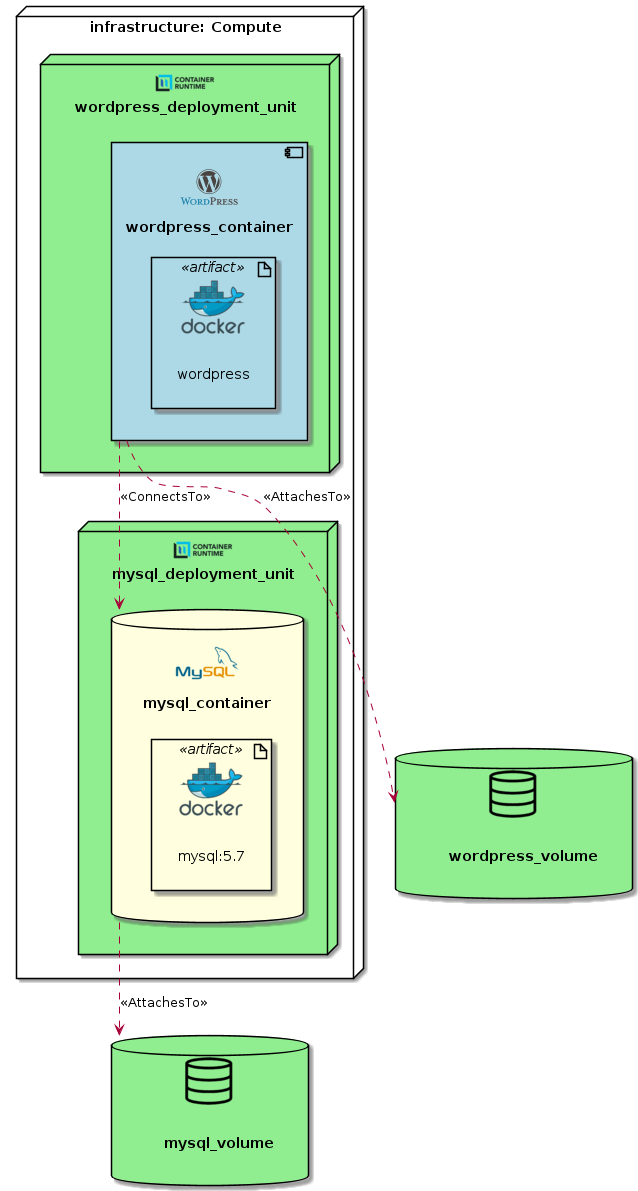 infrastructure: Compute
CONTAINER
RUNTIME
wordpress_deployment_unit
WORDPRESS
wordpress_container
«artifact»
docker
wordpress
«ConnectsTo»
«AttachesTo»
CONTAINER
RUNTIME
mysql_deployment_unit
MySQL
mysql_container
«artifact»
docker
mysql:5.7
wordpress_volume
«AttachesTo»
mysql_volume